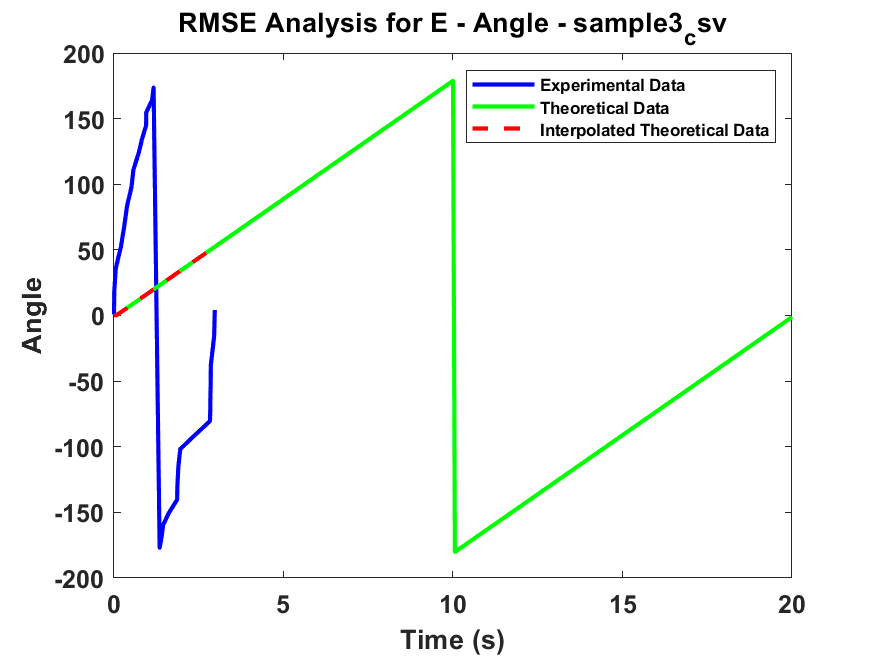 RMSE Analysis for E - Angle - sample3csv
Experimental Data
Theoretical Data
Interpolated Theoretical Data
Angle
200
150
100
50
0
-50
-100
-150
-200
0 5 10 15 20
Time (s)